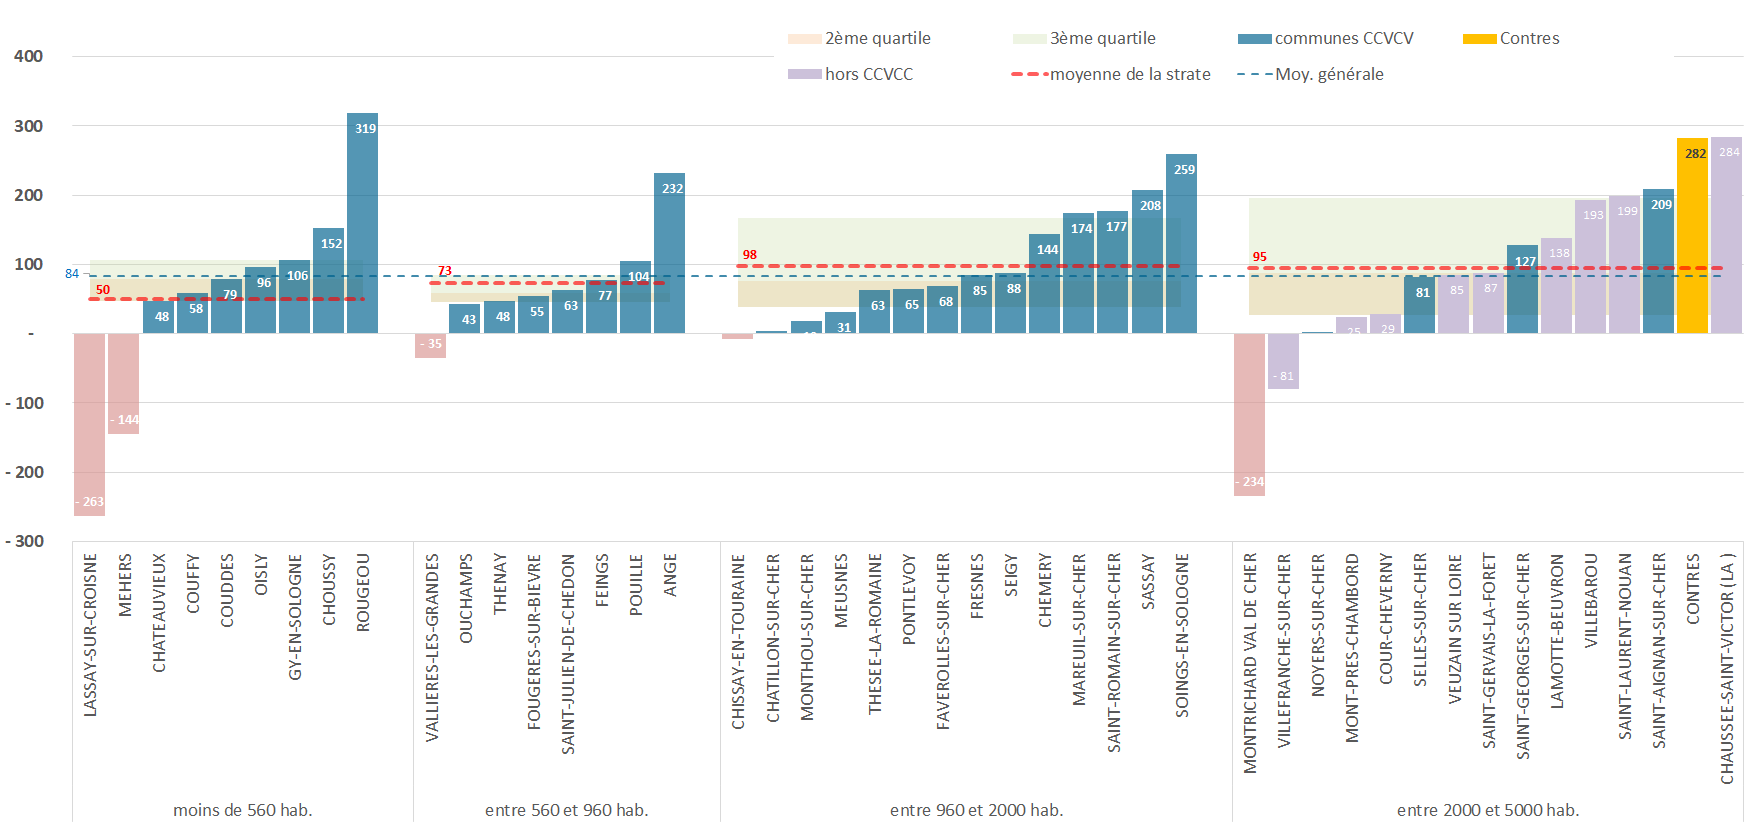 2ème quartile
3ème quartile
communes CCVCV
Contres
hors CCVCC
moyenne de la strate
Moy. générale
400
300
200
100
-
- 100
- 200
- 300
84
50
73
98
95
- 263
- 144
48
58
79
96
106
152
319
- 35
43
48
55
63
77
104
232
31
63
65
68
85
88
144
174
177
208
259
- 234
- 81
25
29
81
85
87
127
138
193
199
209
282
284
LASSAY-SUR-CROISNE
MEHERS
CHATEAUVIEUX
COUFFY
COUDDES
OISLY
GY-EN-SOLOGNE
CHOUSSY
ROUGEOU
VALLIERES-LES-GRANDES
OUCHAMPS
THENAY
FOUGERES-SUR-BIEVRE
SAINT-JULIEN-DE-CHEDON
FEINGS
POUILLE
ANGE
CHISSAY-EN-TOURAINE
CHATILLON-SUR-CHER
MONTHOU-SUR-CHER
MEUSNES
THESEE-LA-ROMAINE
PONTLEVOY
FAVEROLLES-SUR-CHER
FRESNES
SEIGY
CHEMERY
MAREUIL-SUR-CHER
SAINT-ROMAIN-SUR-CHER
SASSAY
SOINGS-EN-SOLOGNE
MONTRICHARD VAL DE CHER
VILLEFRANCHE-SUR-CHER
NOYERS-SUR-CHER
MONT-PRES-CHAMBORD
COUR-CHEVERNY
SELLES-SUR-CHER
VEUZAIN SUR LOIRE
SAINT-GERVAIS-LA-FORET
SAINT-GEORGES-SUR-CHER
LAMOTTE-BEUVRON
VILLEBAROU
SAINT-LAURENT-NOUAN
SAINT-AIGNAN-SUR-CHER
CONTRES
CHAUSSEE-SAINT-VICTOR (LA )
moins de 560 hab.
entre 560 et 960 hab.
entre 960 et 2000 hab.
entre 2000 et 5000 hab.